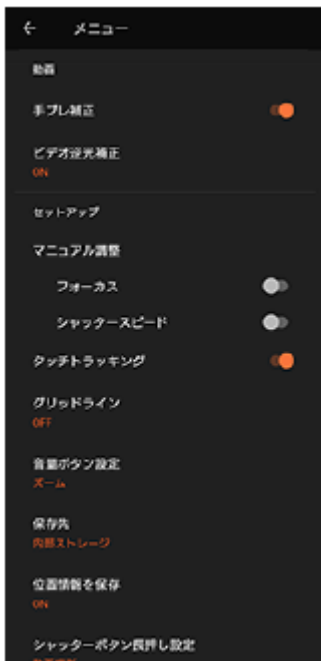 メニュー
動画
手ブレ補正
ビデオ逆光補正
ON
セットアップ
マニュアル調整
フォーカス
シャッタースピード
タッチトラッキング
グリッドライン
OFF
音量ボタン設定
ズーム
保存先
内部ストレージ
位置情報を保存
ON
シャッターボタン長押し設定